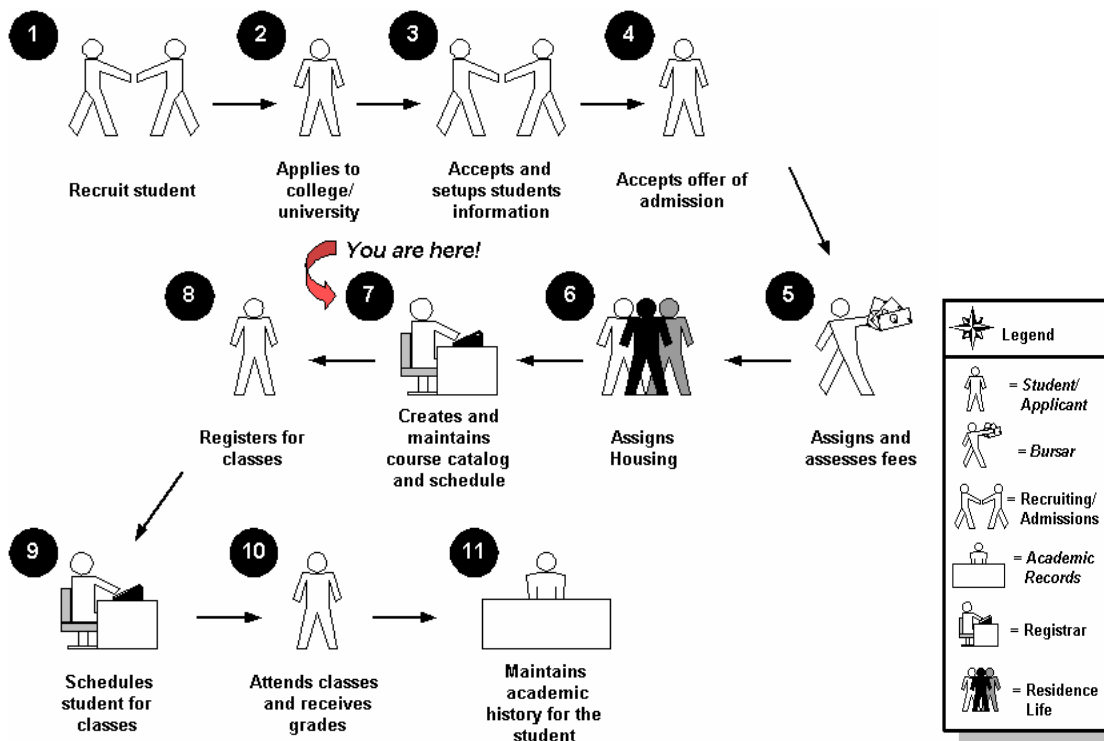 1
2
3
4
Recruit student
Applies to
college/
university
Accepts and
setups students
information
Accepts offer of
admission
You are here!
8
7
6
5
Registers for
classes
Creates and
maintains
course catalog
and schedule
Assigns
Housing
Assigns and
assesses fees
9
10
11
Schedules
student for
classes
Attends classes
and receives
grades
Maintains
academic
history for the
student
Legend
= Student/
Applicant
= Bursar
= Recruiting/
Admissions
= Academic
Records
= Registrar
= Residence
Life